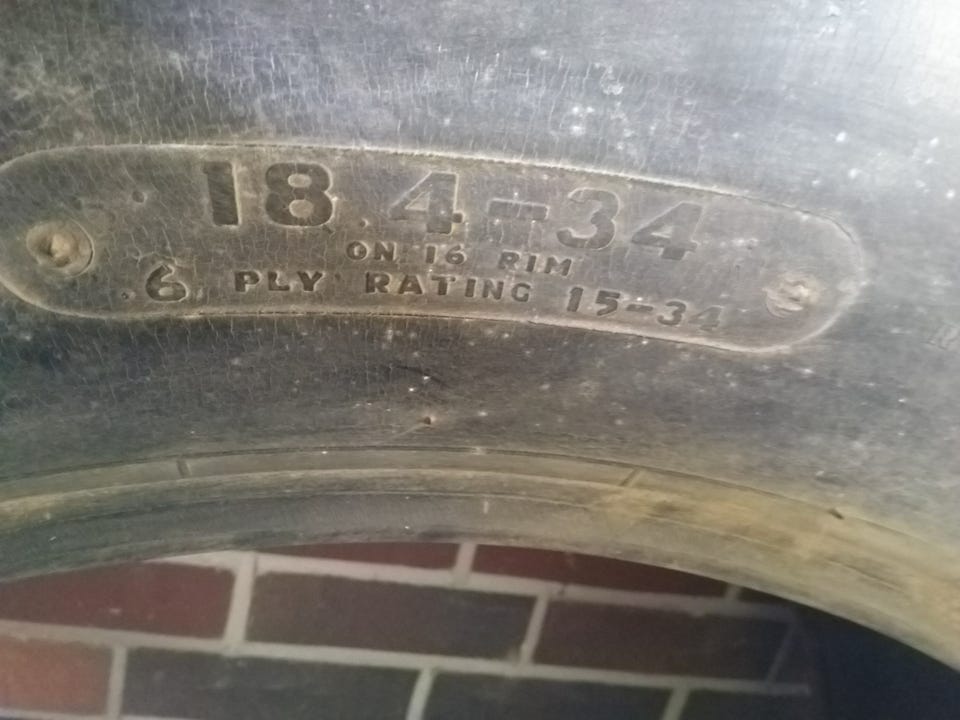 18.4-34
ON 16 RIM
6 PLY RATING 15-34
R